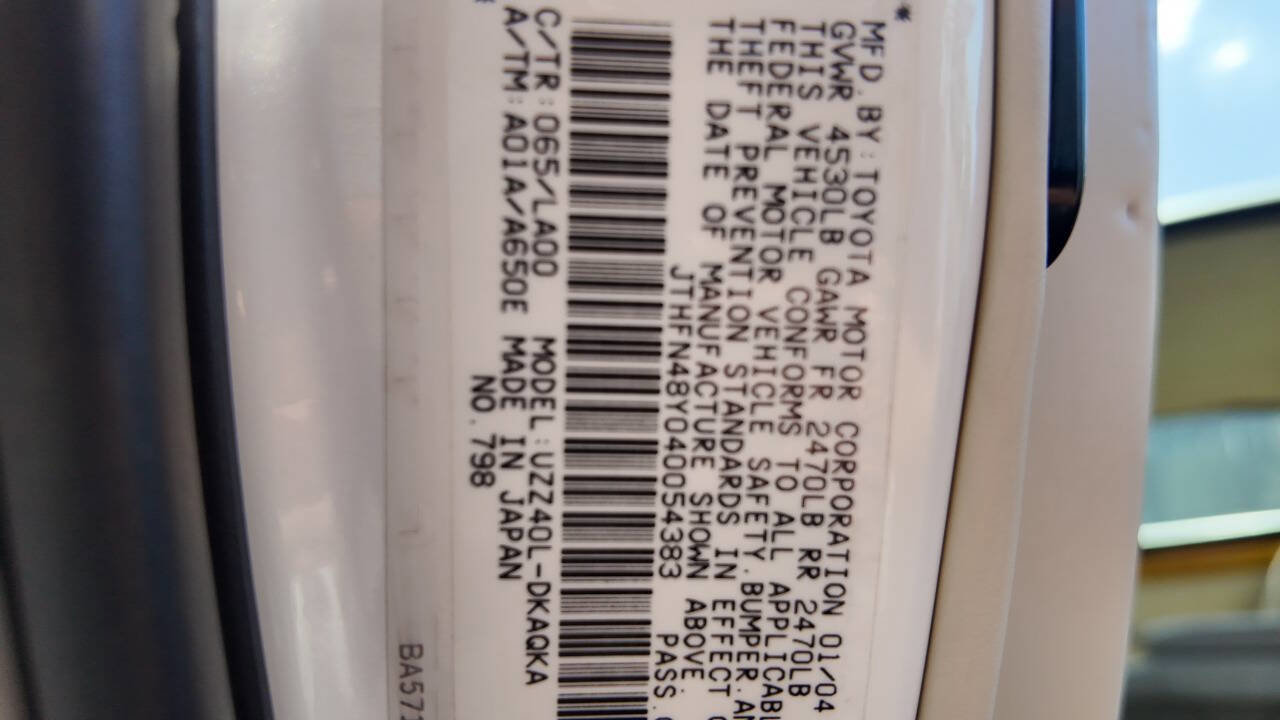 *
MFD.BY:TOYOTA MOTOR CORPORATION 01/04
GVWR 4530LB GAWR FR 2470LB RR 2470LB
THIS VEHICLE CONFORMS TO ALL APPLICABL
FEDERAL MOTOR VEHICLE SAFETY.BUMPER.AN
THEFT PREVENTION STANDARDS IN EFFECT O
THE DATE OF MANUFACTURE SHOWN ABOVE.
JTHFN48Y040054383 PASS.C
C/TR:065/LA00 MODEL:UZZ40L-DKAQKA
A/TM:A01A/A650E MADE IN JAPAN
NO.798
BA571